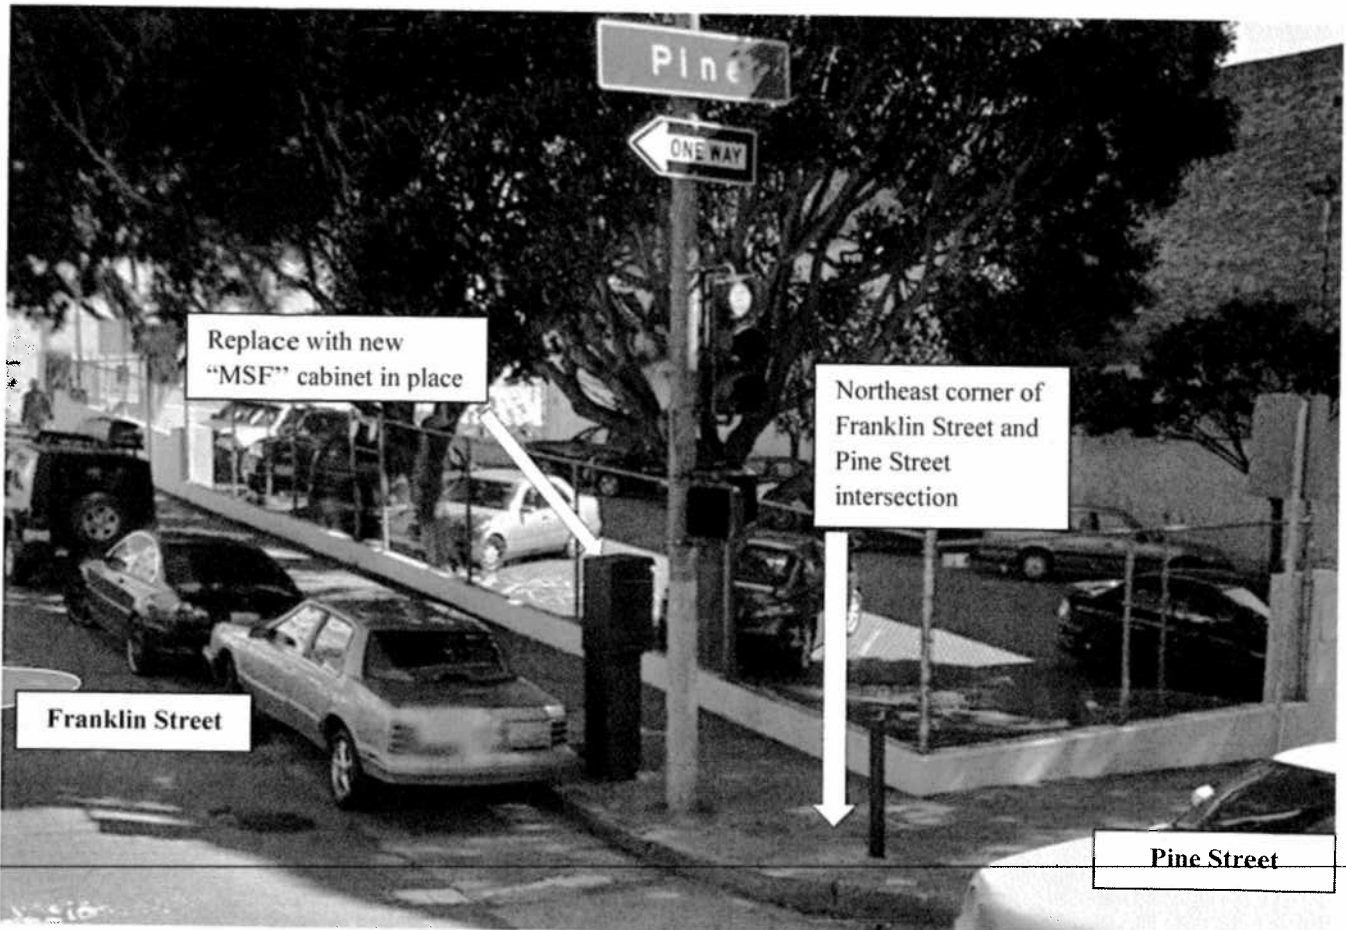 Pine
ONE WAY
Replace with new
“MSF” cabinet in place
Northeast corner of
Franklin Street and
Pine Street
intersection
Franklin Street
Pine Street